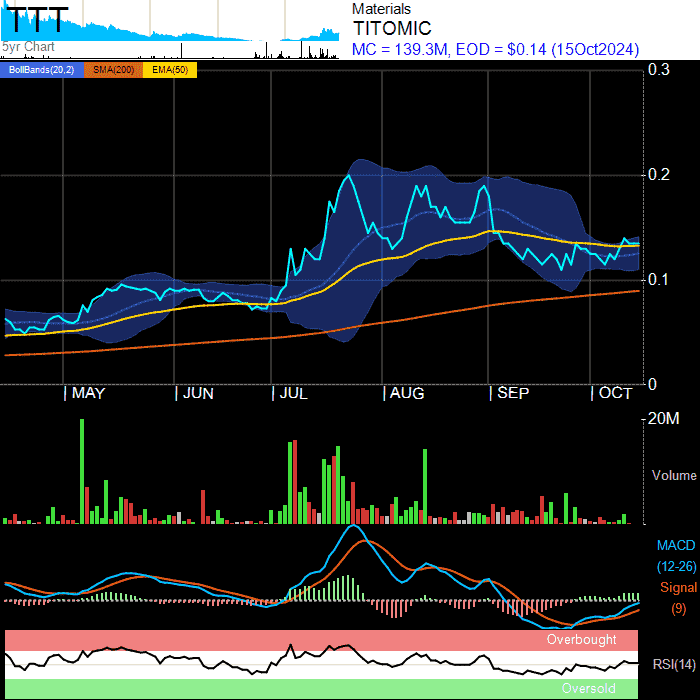 TTT
5yr Chart
Materials
TITOMIC
MC = 139.3M, EOD = $0.14 (15Oct2024)
BollBands(20,2) SMA(200) EMA(50)
0.3
0.2
0.1
0
| MAY | JUN | JUL | AUG | SEP | OCT
20M
Volume
MACD
(12-26)
Signal
(9)
Overbought
RSI(14)
Oversold